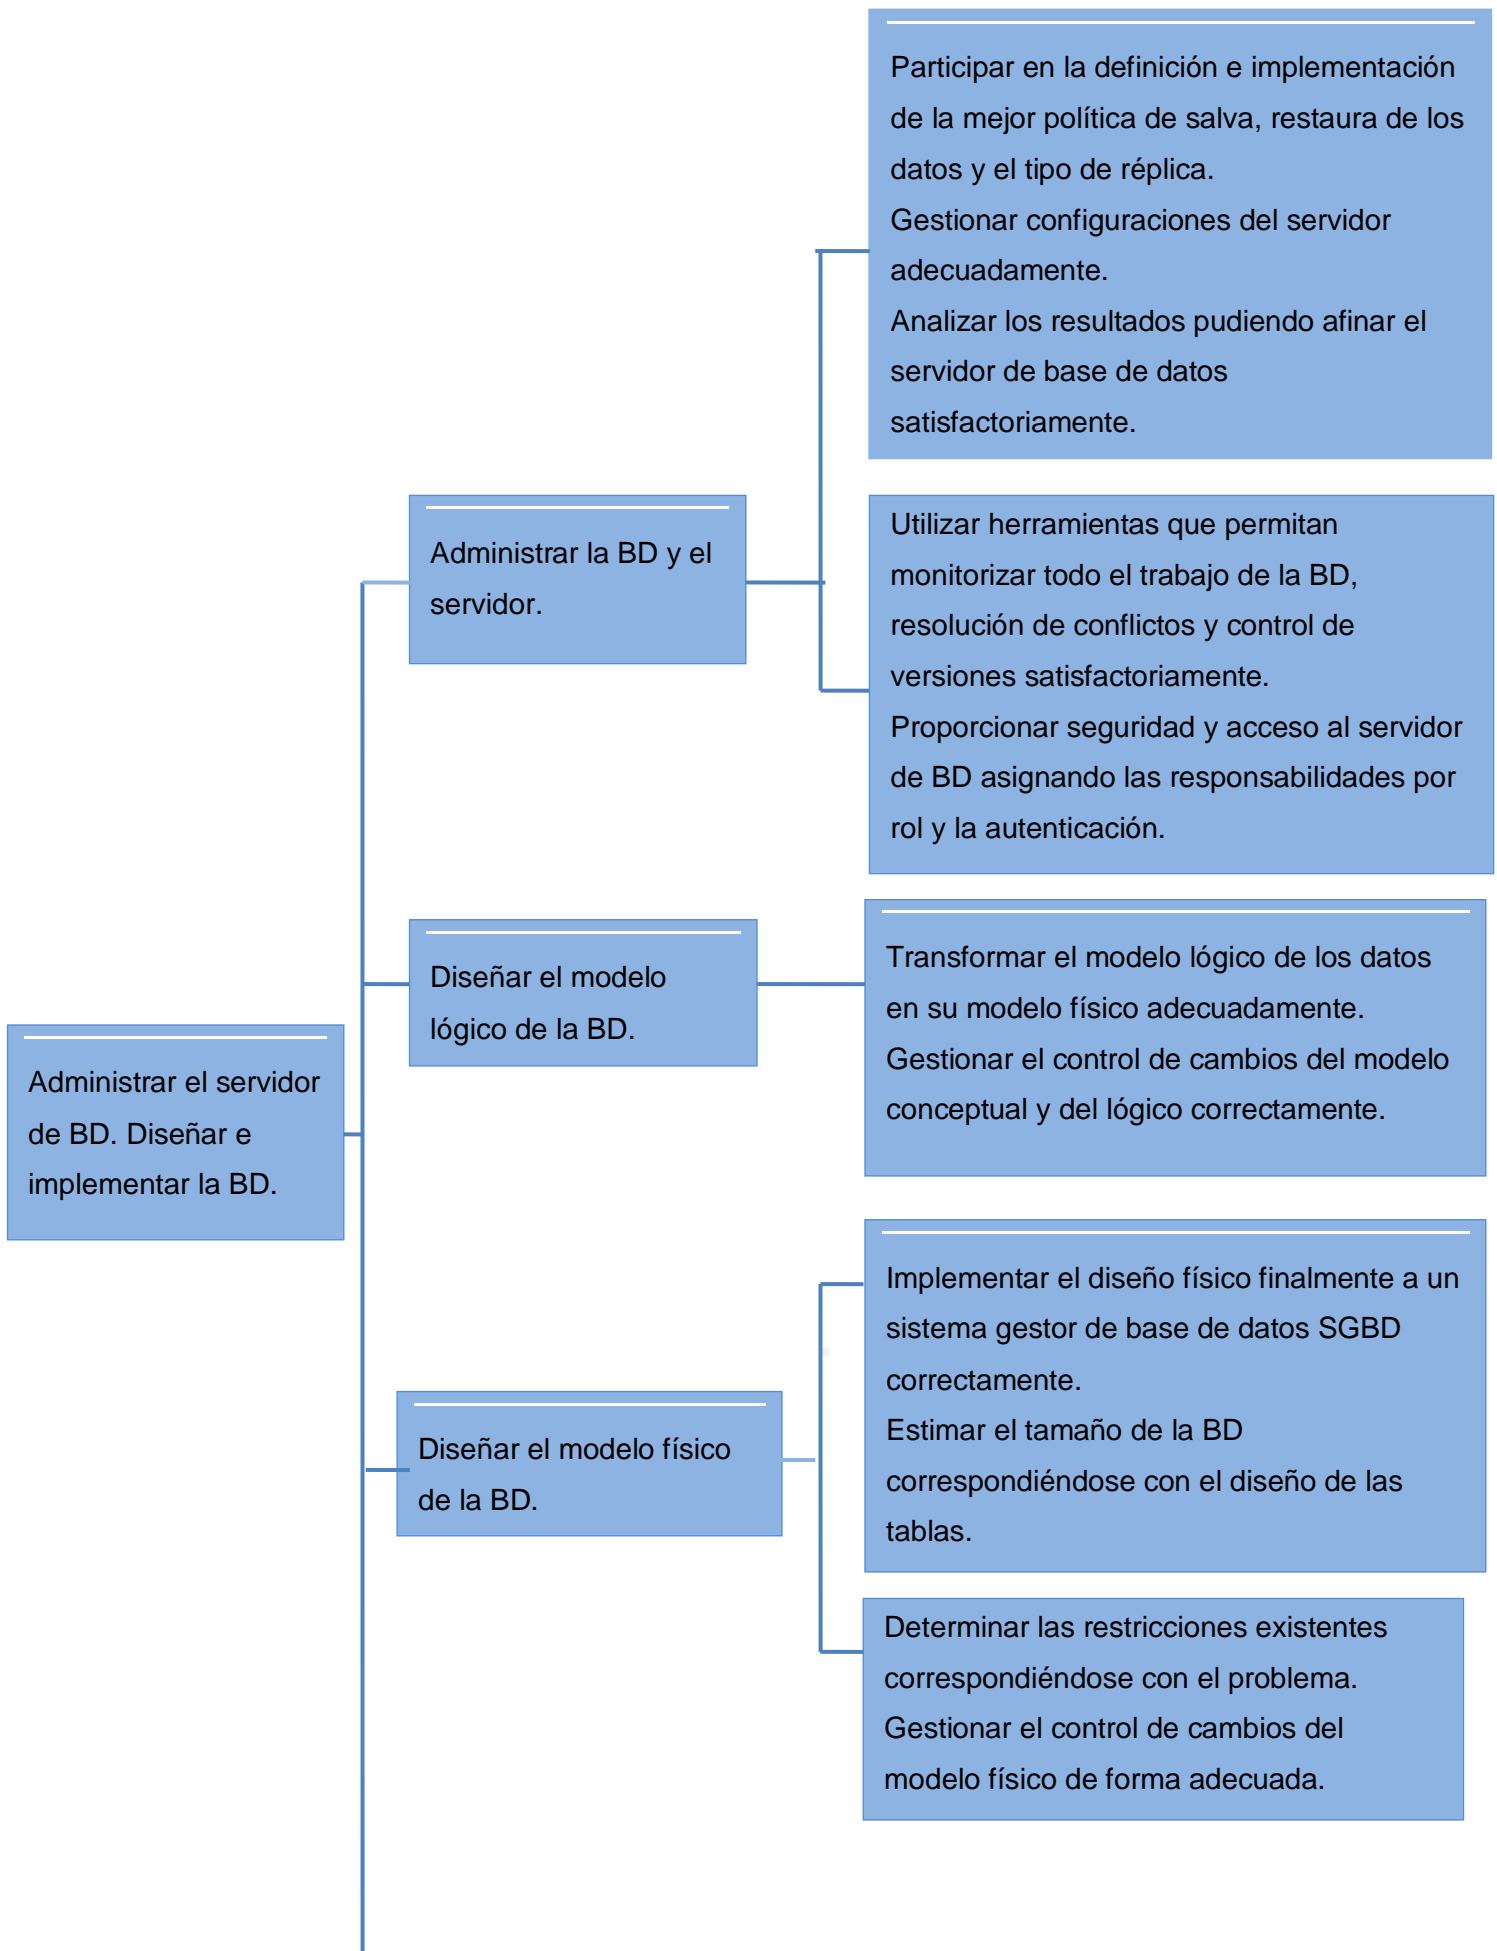 Participar en la definición e implementación
de la mejor política de salva, restaura de los
datos y el tipo de réplica.
Gestionar configuraciones del servidor
adecuadamente.
Analizar los resultados pudiendo afinar el
servidor de base de datos
satisfactoriamente.
Administrar la BD y el
servidor.
Utilizar herramientas que permitan
monitorizar todo el trabajo de la BD,
resolución de conflictos y control de
versiones satisfactoriamente.
Proporcionar seguridad y acceso al servidor
de BD asignando las responsabilidades por
rol y la autenticación.
Diseñar el modelo
lógico de la BD.
Transformar el modelo lógico de los datos
en su modelo físico adecuadamente.
Gestionar el control de cambios del modelo
conceptual y del lógico correctamente.
Administrar el servidor
de BD. Diseñar e
implementar la BD.
Implementar el diseño físico finalmente a un
sistema gestor de base de datos SGBD
correctamente.
Estimar el tamaño de la BD
correspondiéndose con el diseño de las
tablas.
Diseñar el modelo físico
de la BD.
Determinar las restricciones existentes
correspondiéndose con el problema.
Gestionar el control de cambios del
modelo físico de forma adecuada.